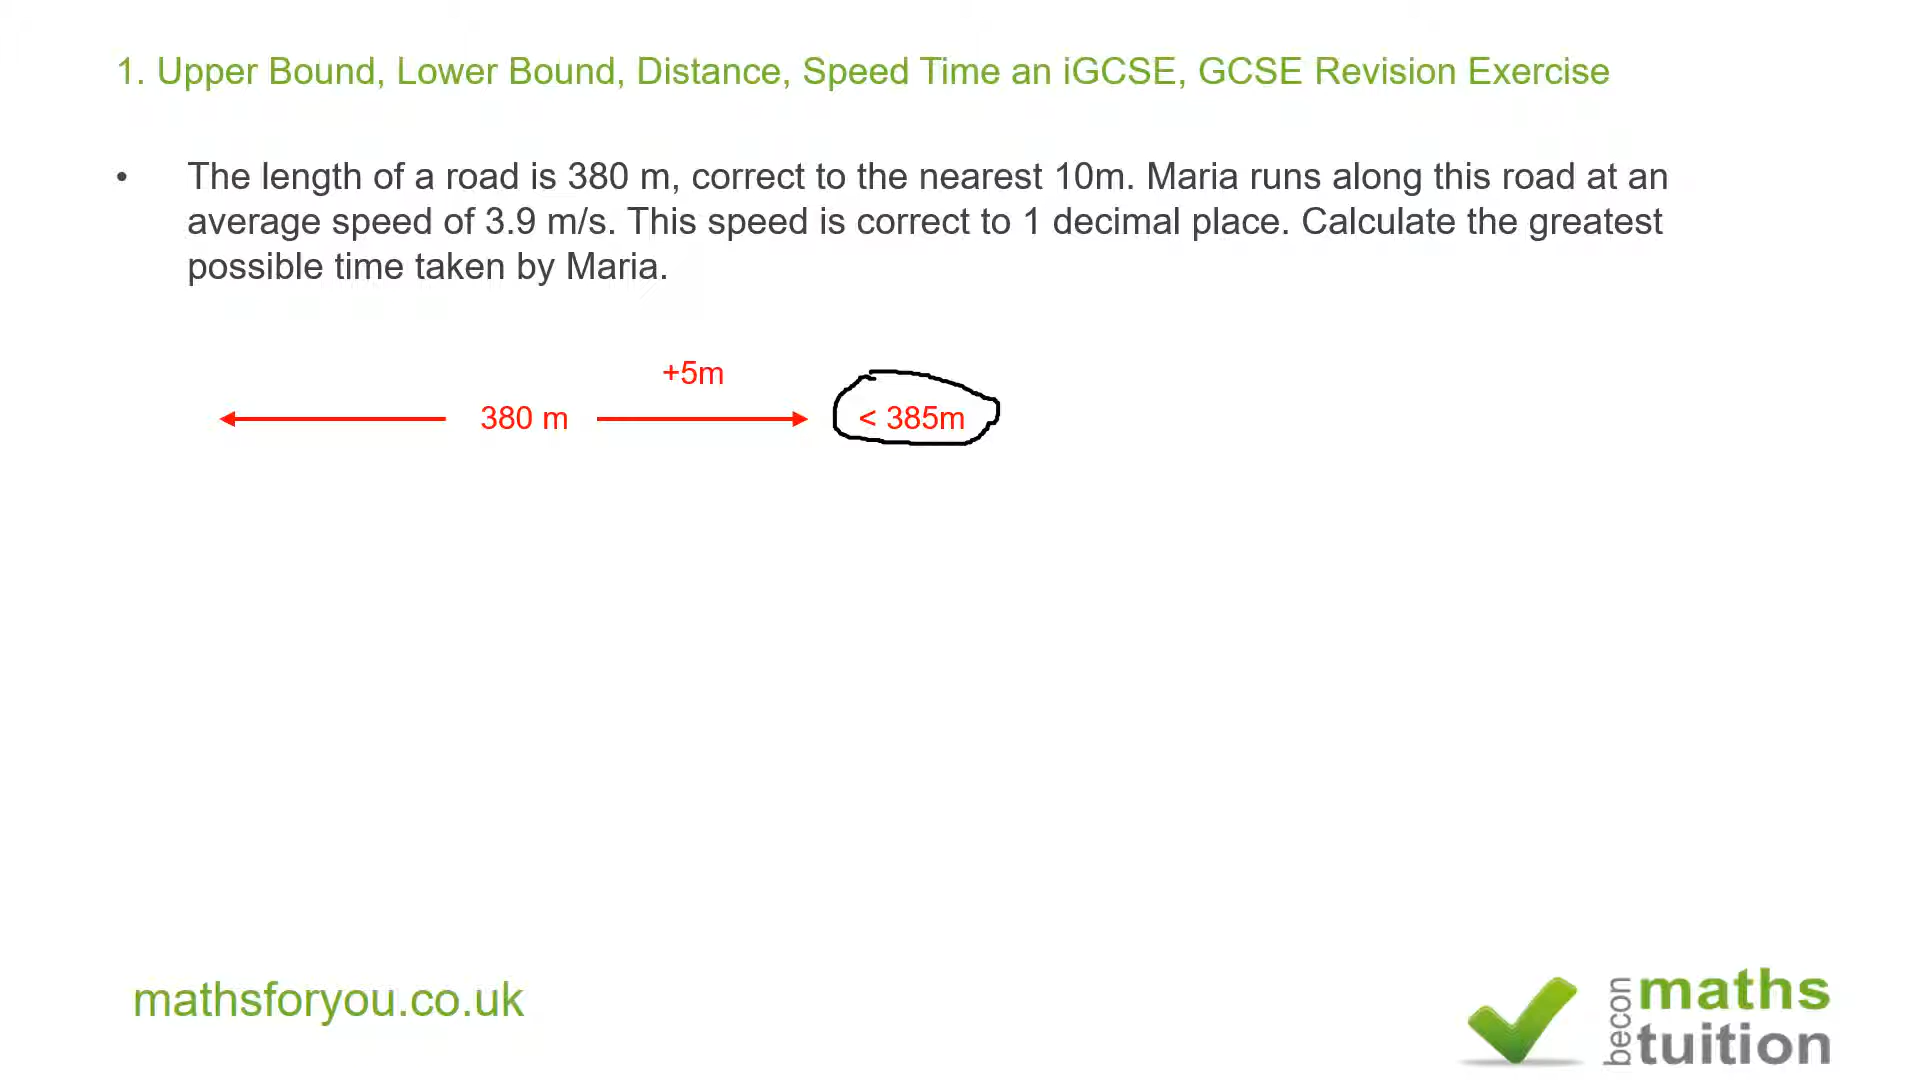 1. Upper Bound, Lower Bound, Distance, Speed Time an iGCSE, GCSE Revision Exercise
• The length of a road is 380 m, correct to the nearest 10m. Maria runs along this road at an
average speed of 3.9 m/s. This speed is correct to 1 decimal place. Calculate the greatest
possible time taken by Maria.
+5m
380 m
< 385m
mathsforyou.co.uk
becon
maths
tuition